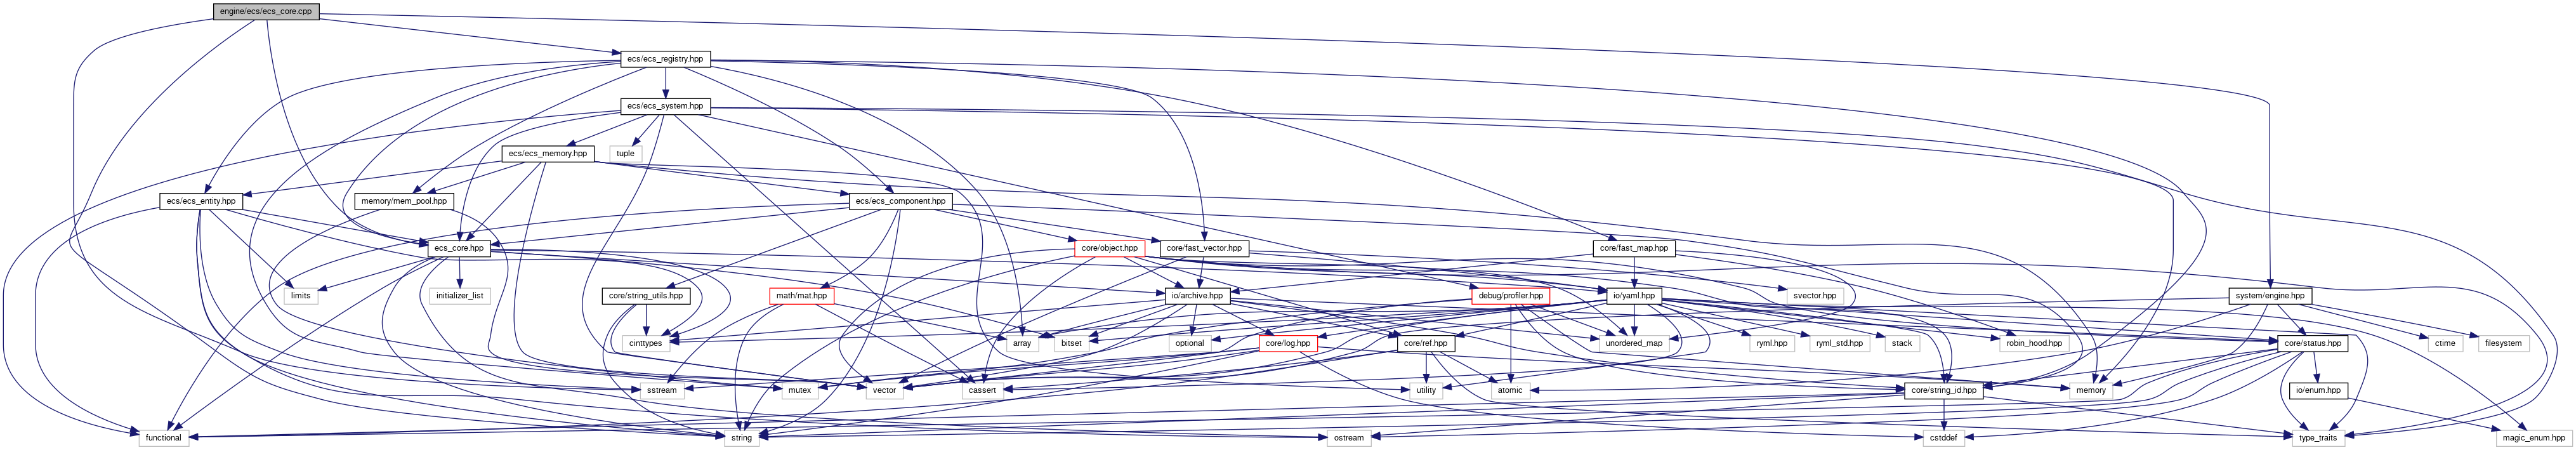 engine/ecs/ecs_core.cpp
ecs/ecs_registry.hpp
ecs/ecs_system.hpp
ecs/ecs_memory.hpp
tuple
ecs/ecs_entity.hpp
memory/mem_pool.hpp
ecs/ecs_component.hpp
ecs_core.hpp
core/object.hpp
core/fast_vector.hpp
core/fast_map.hpp
limits
initializer_list
core/string_utils.hpp
math/mat.hpp
io/archive.hpp
debug/profiler.hpp
io/yaml.hpp
svector.hpp
system/engine.hpp
cinttypes
array
bitset
optional
core/log.hpp
core/ref.hpp
unordered_map
ryml.hpp
ryml_std.hpp
stack
robin_hood.hpp
core/status.hpp
ctime
filesystem
sstream
mutex
vector
cassert
utility
atomic
core/string_id.hpp
memory
io/enum.hpp
functional
string
ostream
cstddef
type_traits
magic_enum.hpp